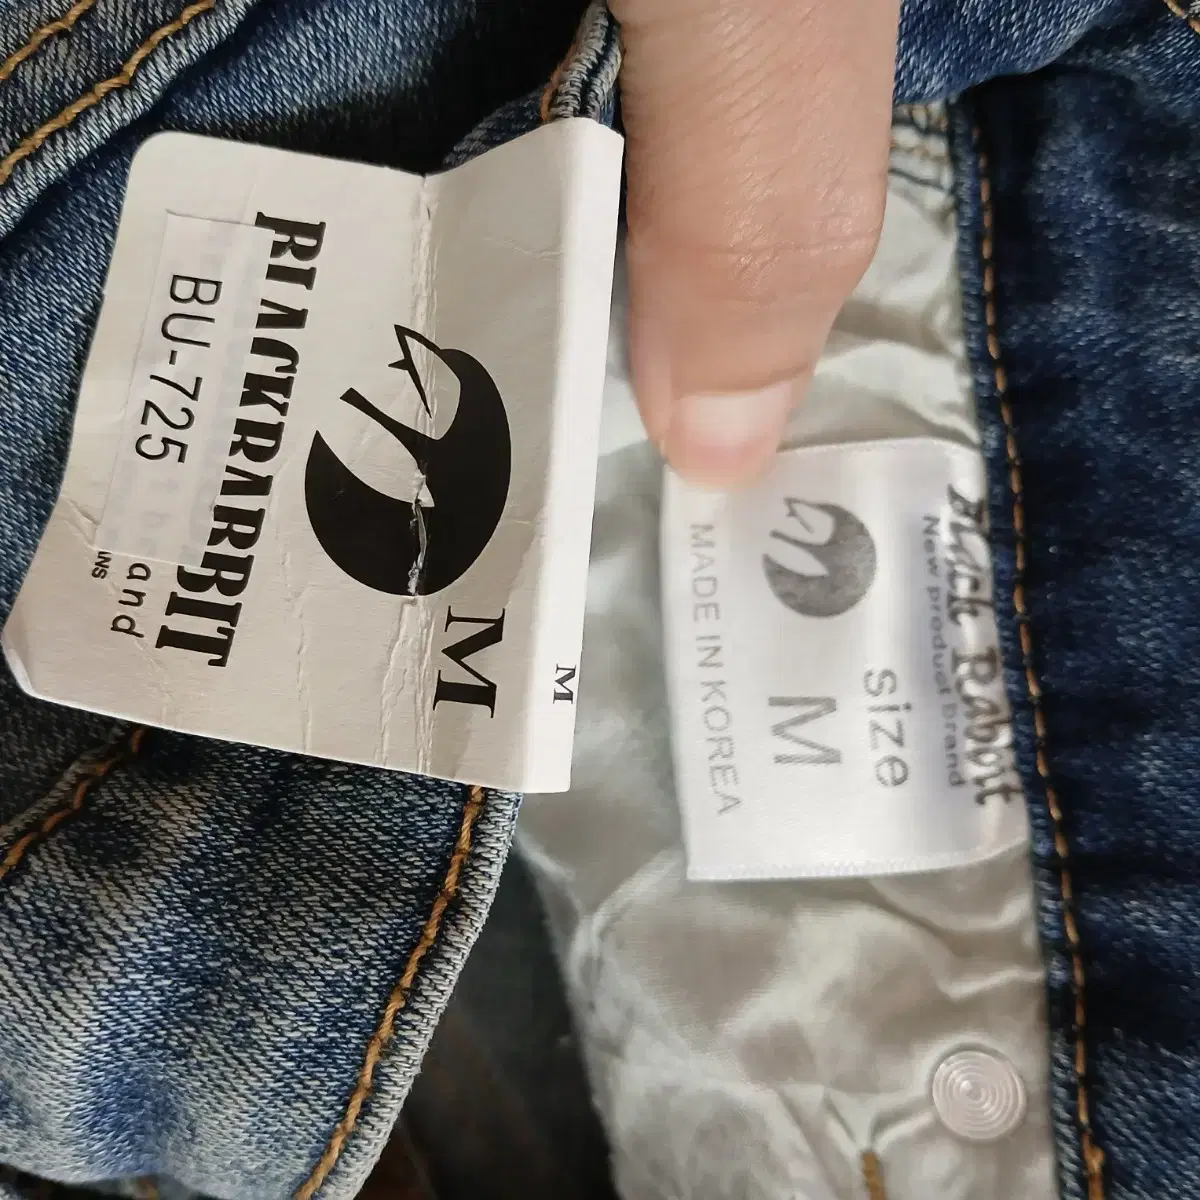 M
M
BLACKRABBIT
BU-725
and
Black Rabbit
New product brand
size
M
MADE IN KOREA